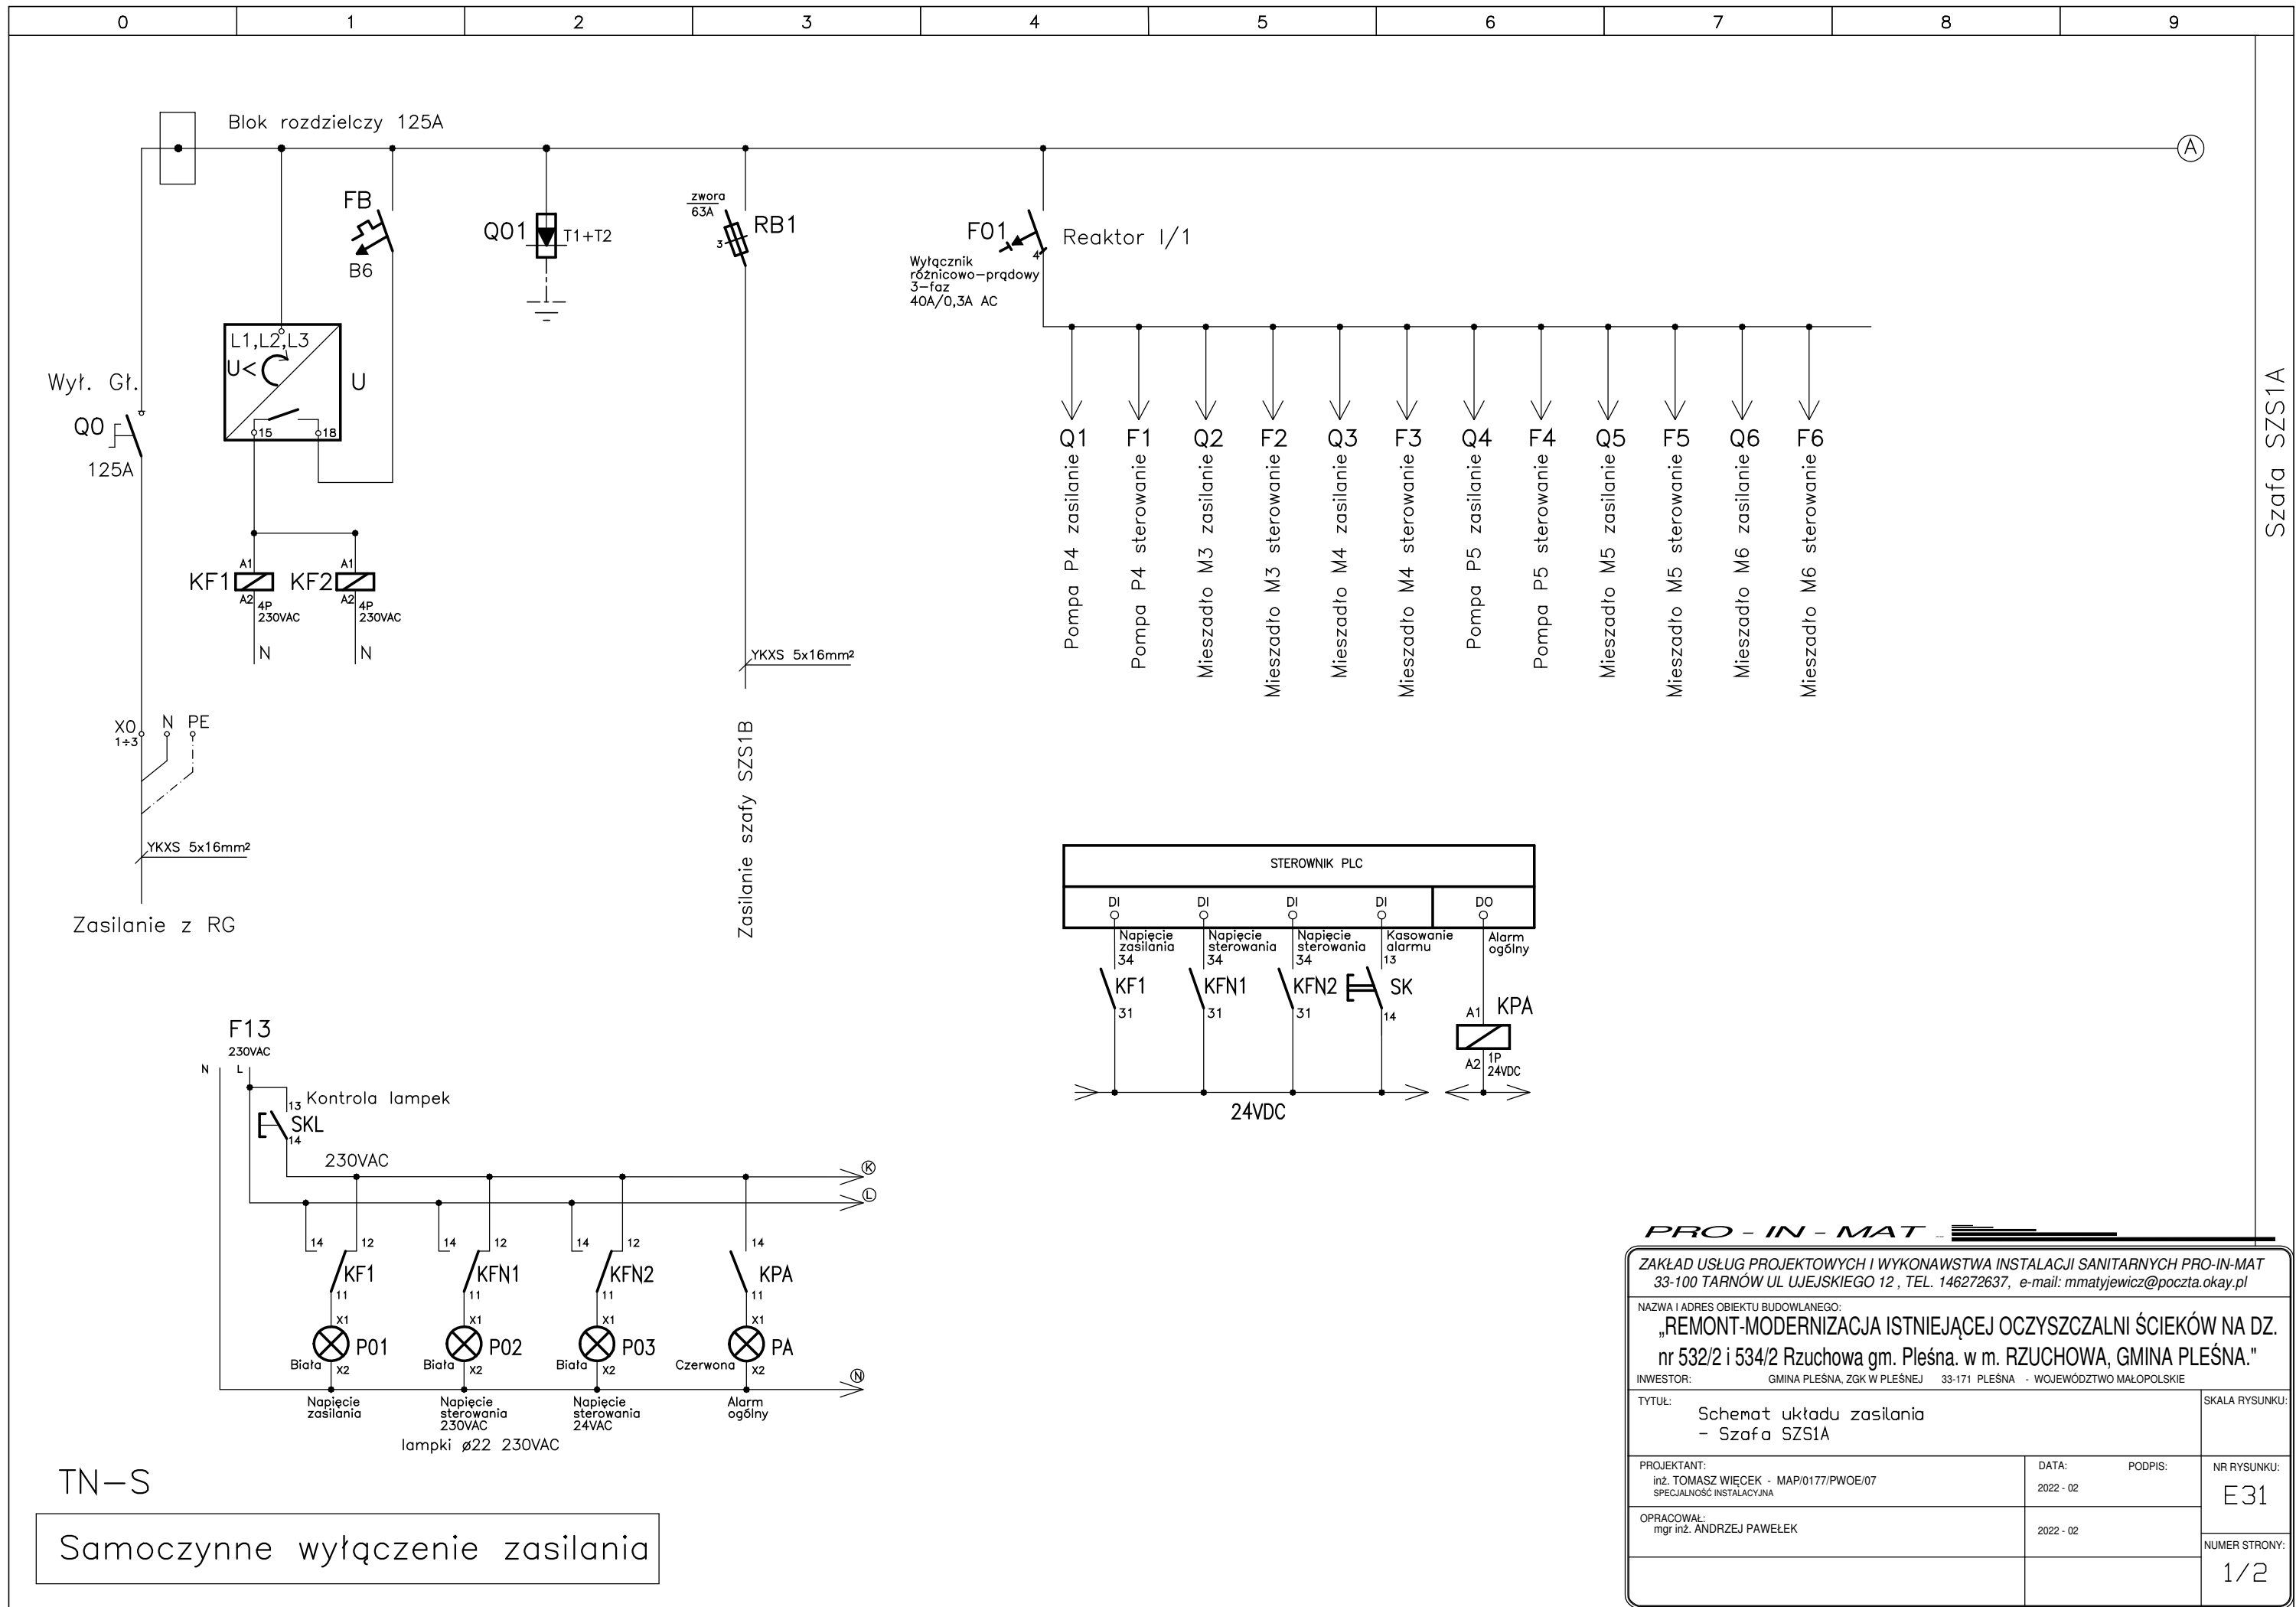 0 1 2 3 4 5 6 7 8 9
Blok rozdzielczy 125A
A
FB
B6
Q01
T1+T2
zwora
63A
3
RB1
F01
4
Reaktor I/1
Wyłącznik
różnicowo-prądowy
3-faz
40A/0,3A AC
L1,L2,L3
U<
U
15
18
Wył. Gł.
Q0
125A
Q1 F1 Q2 F2 Q3 F3 Q4 F4 Q5 F5 Q6 F6
Pompa P4 zasilanie
Pompa P4 sterowanie
Mieszadło M3 zasilanie
Mieszadło M3 sterowanie
Mieszadło M4 zasilanie
Mieszadło M4 sterowanie
Pompa P5 zasilanie
Pompa P5 sterowanie
Mieszadło M5 zasilanie
Mieszadło M5 sterowanie
Mieszadło M6 zasilanie
Mieszadło M6 sterowanie
Szafa SZS1A
A1
KF1
A2
4P
230VAC
N
A1
KF2
A2
4P
230VAC
N
YKXS 5x16mm²
Zasilanie szafy SZS1B
X0
1÷3
N
PE
YKXS 5x16mm²
Zasilanie z RG
STEROWNIK PLC
DI DI DI DI DO
Napięcie
zasilania
34
KF1
31
Napięcie
sterowania
34
KFN1
31
Napięcie
sterowania
34
KFN2
31
Kasowanie
alarmu
13
SK
14
Alarm
ogólny
A1
KPA
A2
1P
24VDC
24VDC
F13
230VAC
N
L
13
Kontrola lampek
SKL
14
230VAC
K
L
14
12
KF1
11
X1
P01
Biała
X2
Napięcie
zasilania
14
12
KFN1
11
X1
P02
Biała
X2
Napięcie
sterowania
230VAC
14
12
KFN2
11
X1
P03
Biała
X2
Napięcie
sterowania
24VAC
14
KPA
11
X1
PA
Czerwona
X2
Alarm
ogólny
N
lampki ø22 230VAC
TN-S
Samoczynne wyłączenie zasilania
PRO - IN - MAT
ZAKŁAD USŁUG PROJEKTOWYCH I WYKONAWSTWA INSTALACJI SANITARNYCH PRO-IN-MAT
33-100 TARNÓW UL UJEJSKIEGO 12 , TEL. 146272637, e-mail: mmatyjewicz@poczta.okay.pl
NAZWA I ADRES OBIEKTU BUDOWLANEGO:
„REMONT-MODERNIZACJA ISTNIEJĄCEJ OCZYSZCZALNI ŚCIEKÓW NA DZ.
nr 532/2 i 534/2 Rzuchowa gm. Pleśna. w m. RZUCHOWA, GMINA PLEŚNA."
INWESTOR: GMINA PLEŚNA, ZGK W PLEŚNEJ 33-171 PLEŚNA - WOJEWÓDZTWO MAŁOPOLSKIE
TYTUŁ:
Schemat układu zasilania
- Szafa SZS1A
SKALA RYSUNKU:
PROJEKTANT:
inż. TOMASZ WIĘCEK - MAP/0177/PWOE/07
SPECJALNOŚĆ INSTALACYJNA
DATA:
2022 - 02
PODPIS:
NR RYSUNKU:
E31
OPRACOWAŁ:
mgr inż. ANDRZEJ PAWEŁEK
2022 - 02
NUMER STRONY:
1/2